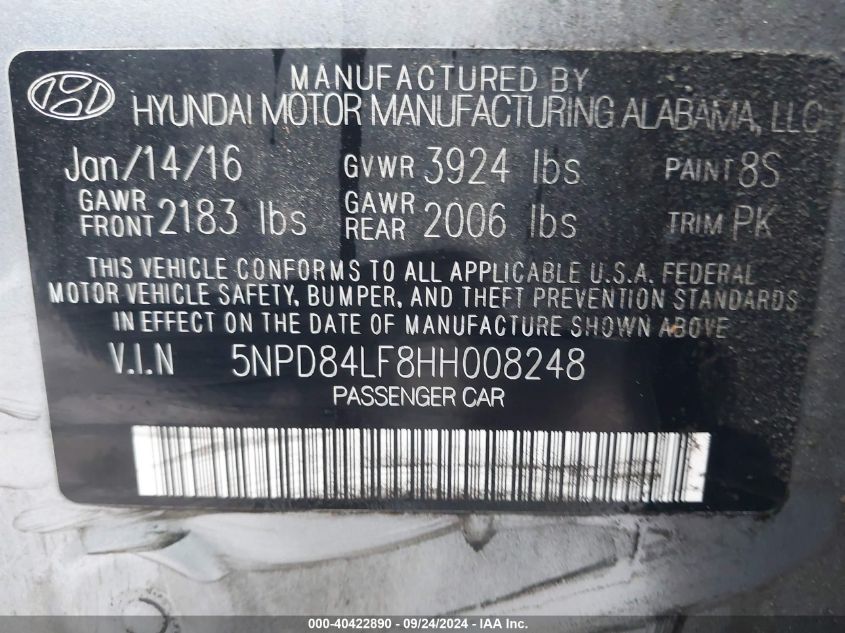 MANUFACTURED BY
HYUNDAI MOTOR MANUFACTURING ALABAMA, LLC
Jan/14/16 GVWR 3924 lbs PAINT 8S
GAWR FRONT 2183 lbs GAWR REAR 2006 lbs TRIM PK
THIS VEHICLE CONFORMS TO ALL APPLICABLE U.S.A. FEDERAL
MOTOR VEHICLE SAFETY, BUMPER, AND THEFT PREVENTION STANDARDS
IN EFFECT ON THE DATE OF MANUFACTURE SHOWN ABOVE.
V.I.N 5NPD84LF8HH008248
PASSENGER CAR
000-40422890 - 09/24/2024 - IAAI.com